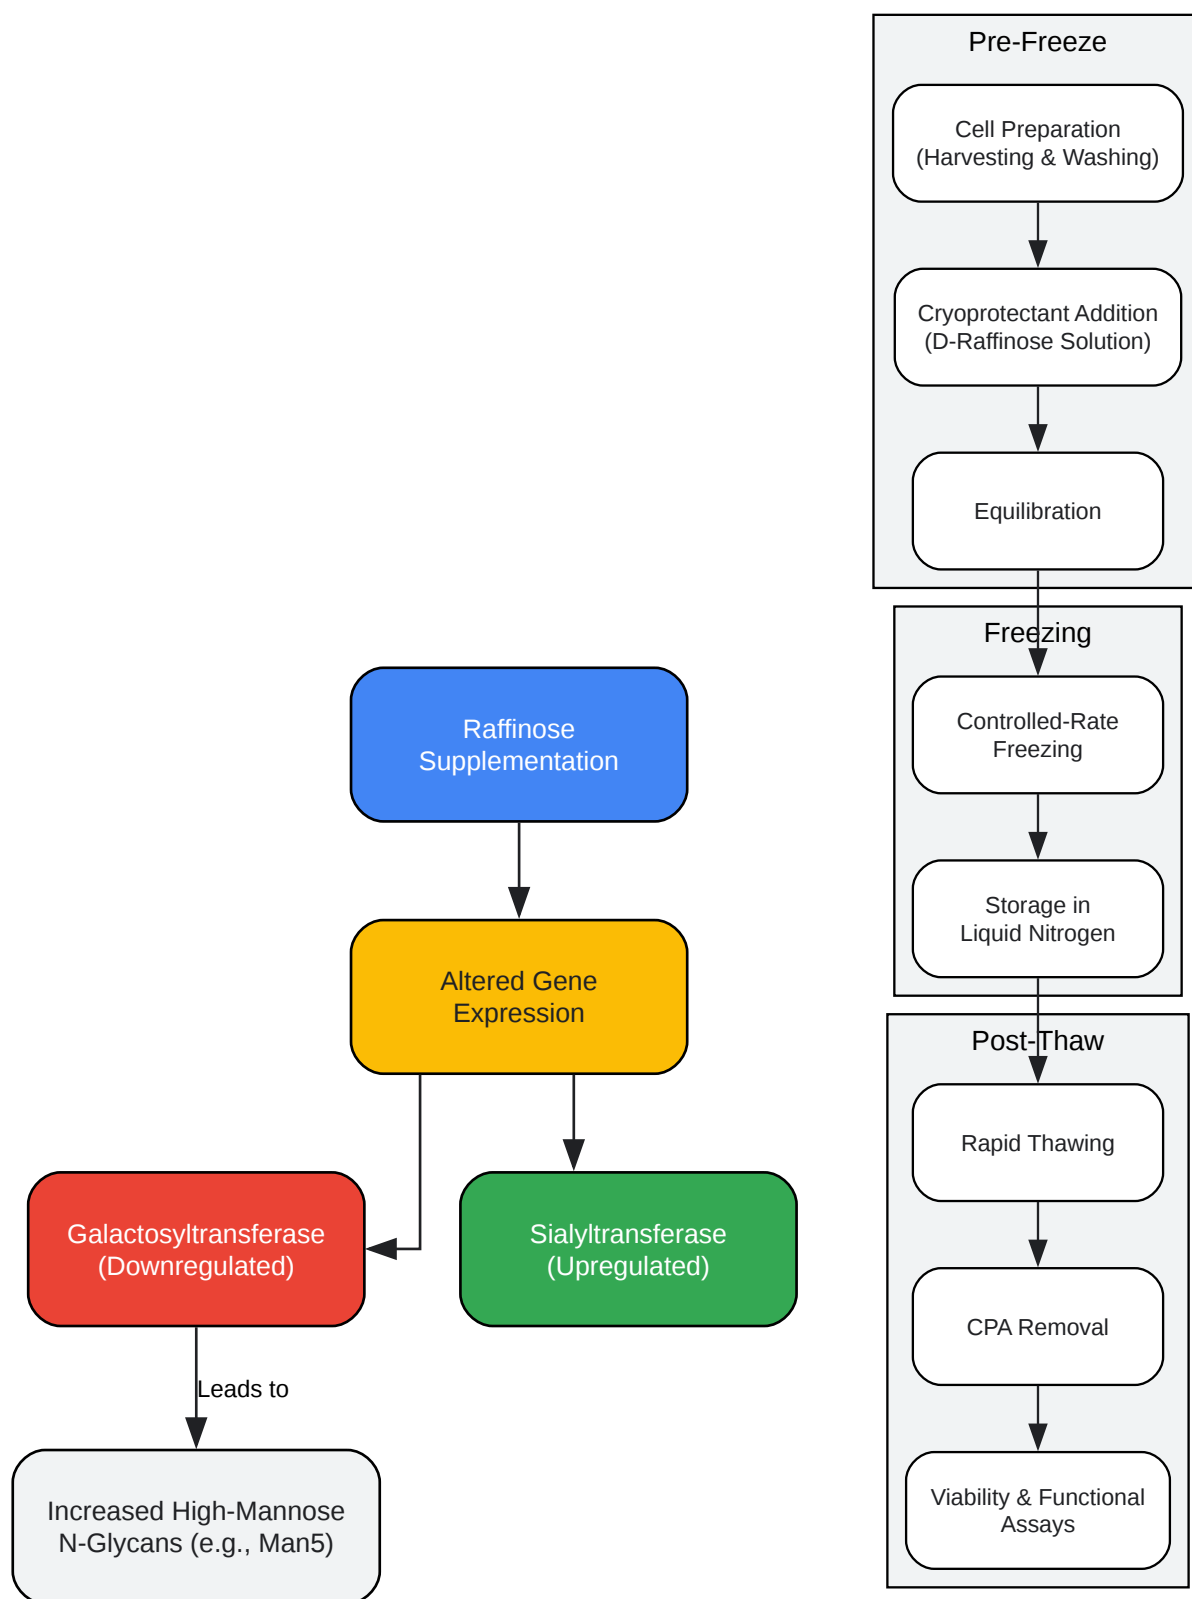 Pre-Freeze
Cell Preparation
(Harvesting & Washing)
Cryoprotectant Addition
(D-Raffinose Solution)
Equilibration
Freezing
Controlled-Rate
Freezing
Storage in
Liquid Nitrogen
Post-Thaw
Rapid Thawing
CPA Removal
Viability & Functional
Assays
Raffinose
Supplementation
Altered Gene
Expression
Galactosyltransferase
(Downregulated)
Sialyltransferase
(Upregulated)
Leads to
Increased High-Mannose
N-Glycans (e.g., Man5)